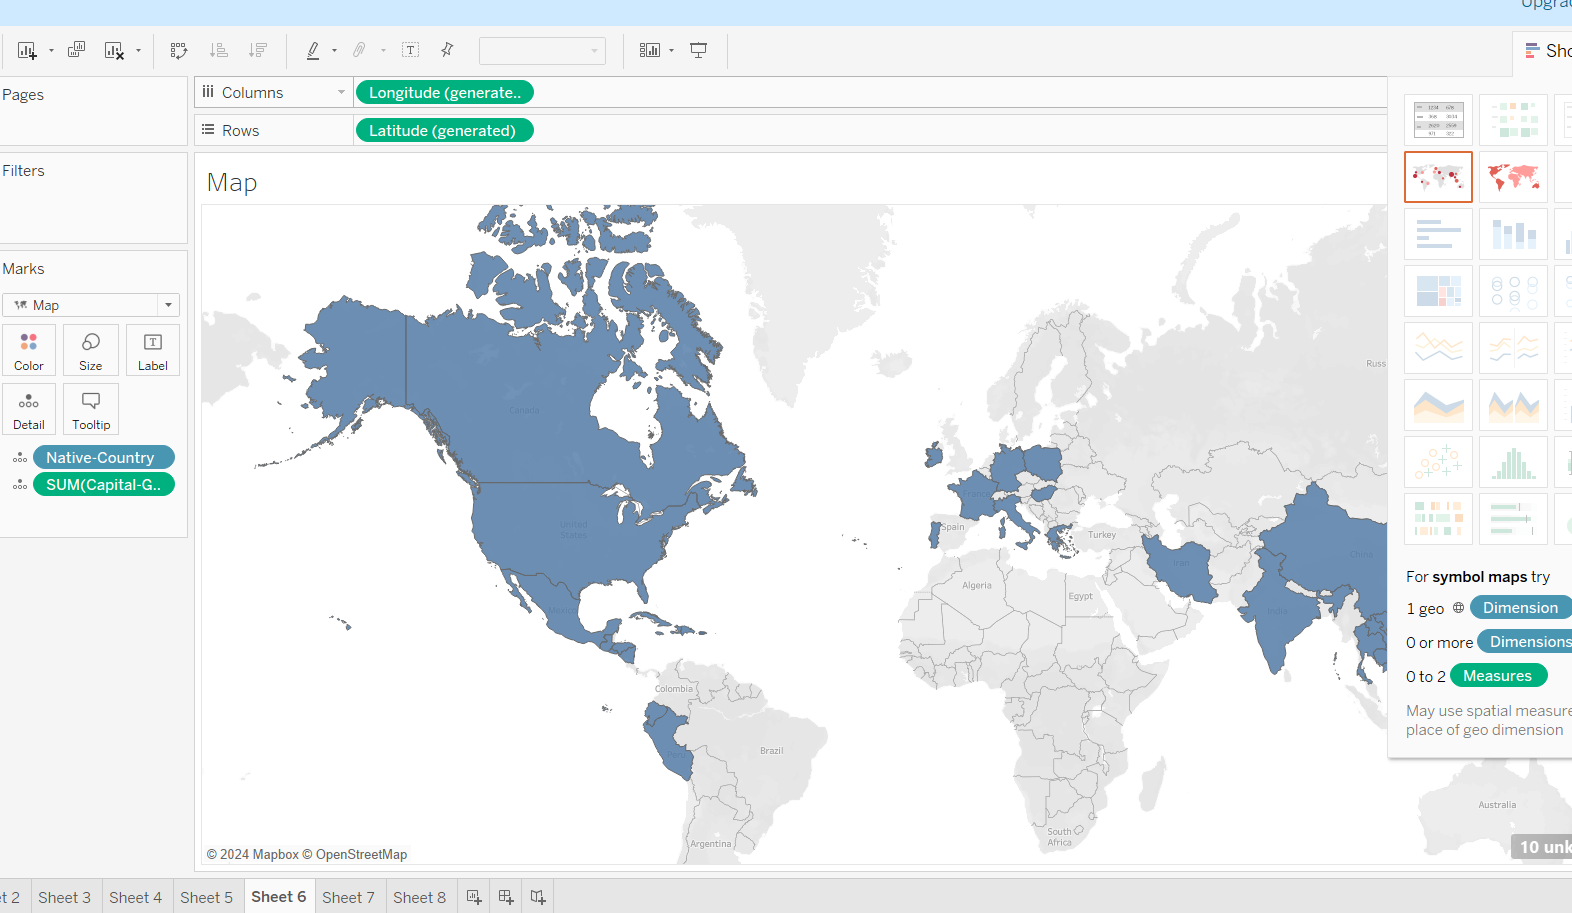 Upgra
Sho
Pages
Columns
Longitude (generate..
Rows
Latitude (generated)
Filters
Map
Marks
Map
Color
Size
Label
Detail
Tooltip
Native-Country
SUM(Capital-G..
Canada
United
States
Mexico
Colombia
Peru
Brazil
Argentina
Russ
France
Spain
Turkey
Algeria
Egypt
Iran
India
China
South
Africa
Australia
For symbol maps try
1 geo Dimension
0 or more Dimensions
0 to 2 Measures
May use spatial measure
place of geo dimension
10 unk
© 2024 Mapbox © OpenStreetMap
t 2
Sheet 3
Sheet 4
Sheet 5
Sheet 6
Sheet 7
Sheet 8